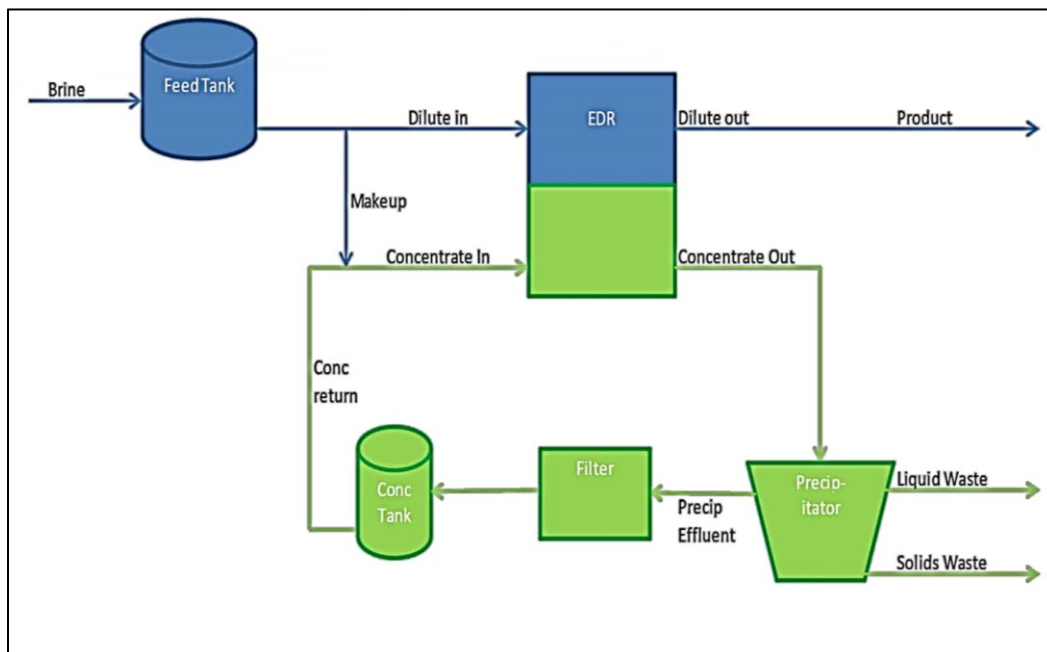 Brine
Feed Tank
Dilute in
EDR
Dilute out
Product
Makeup
Concentrate In
Concentrate Out
Conc
return
Conc
Tank
Filter
Precip
Effluent
Precip-
itator
Liquid Waste
Solids Waste